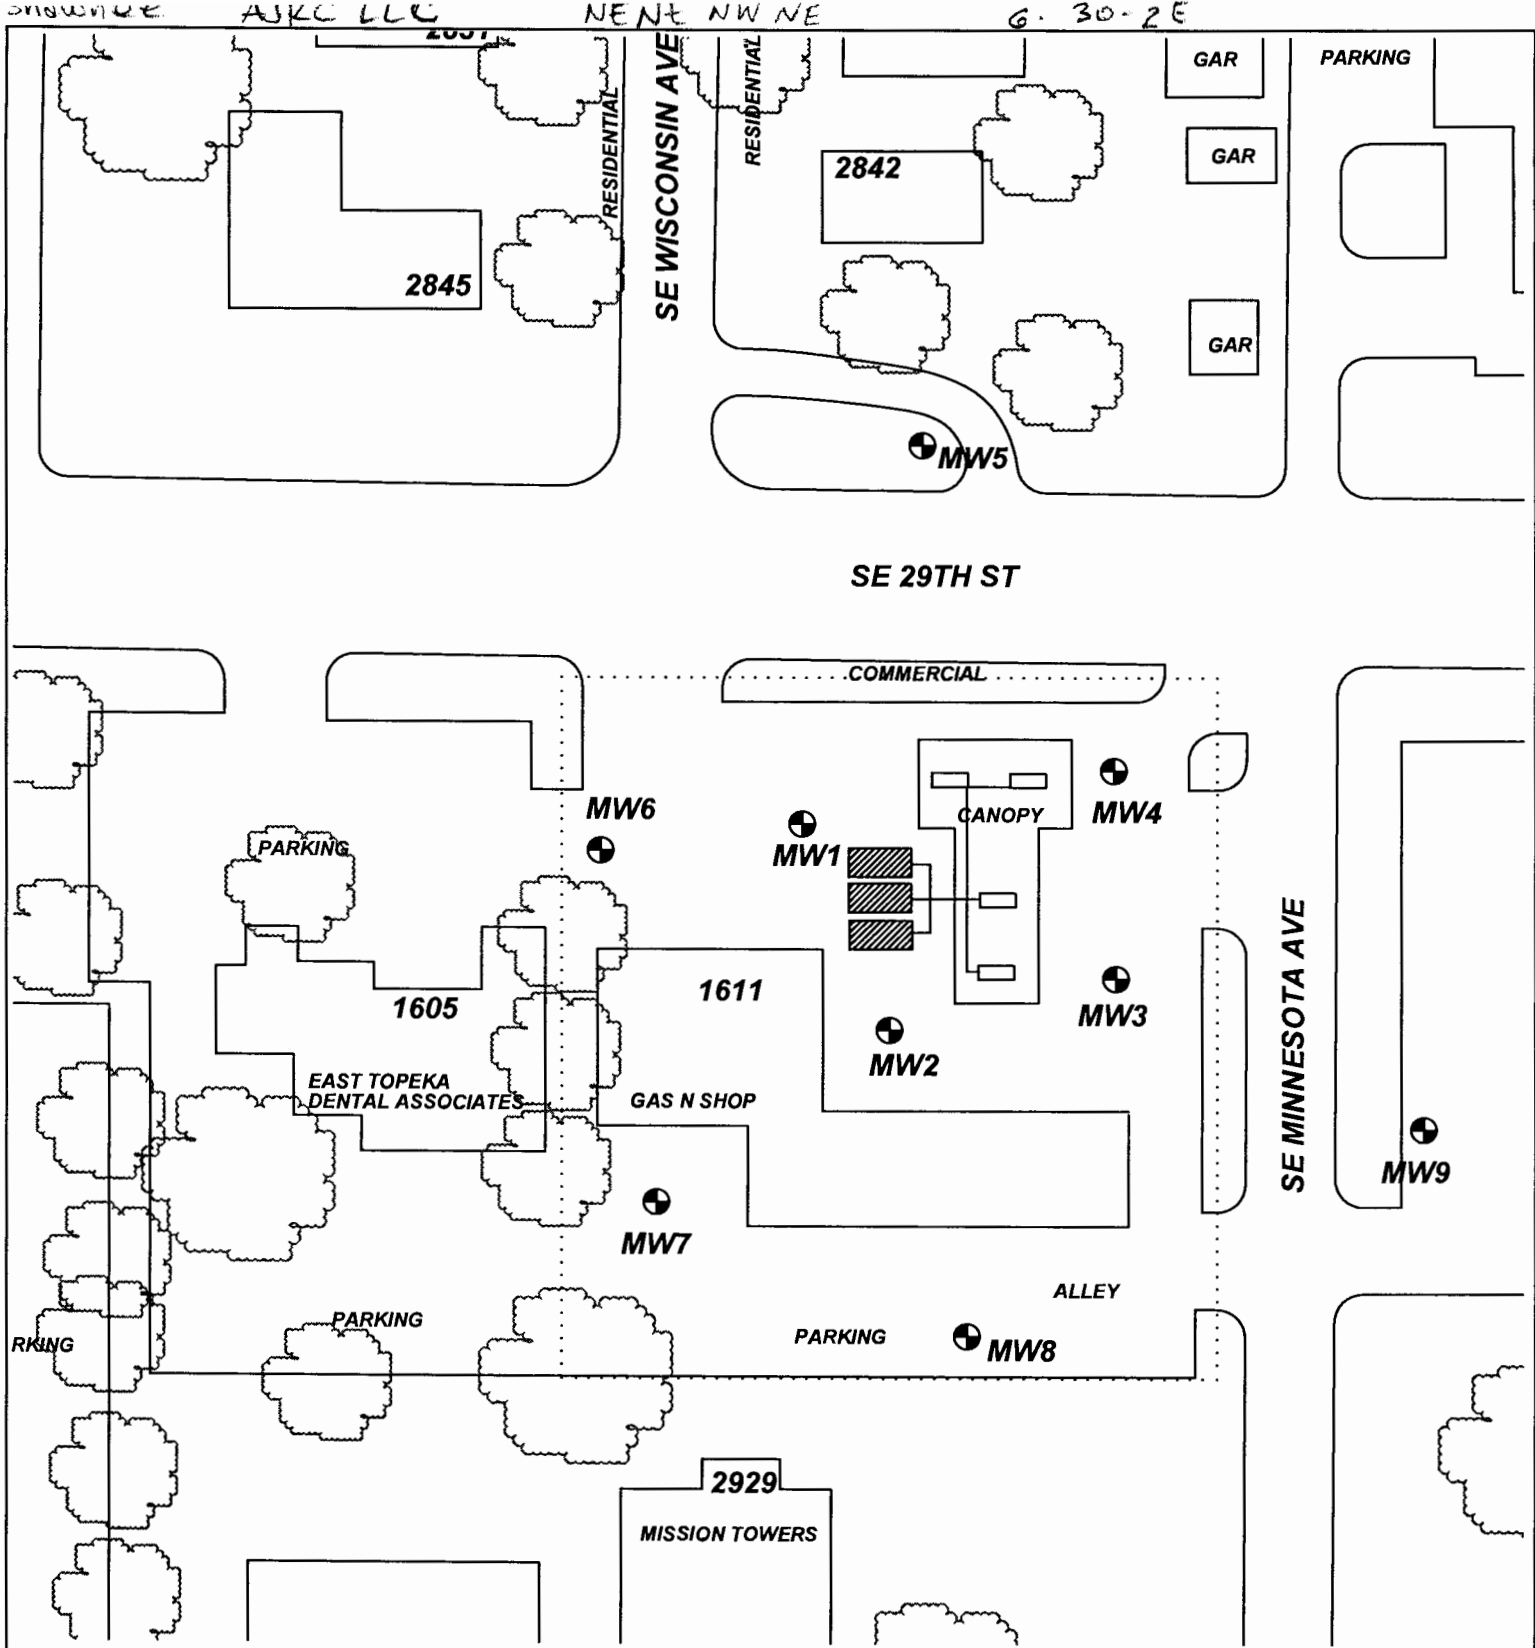 Shawnee AJKC LLC NE NE NW NE 6- 30-2E
2837
GAR
PARKING
RESIDENTIAL
SE WISCONSIN AVE
RESIDENTIAL
2842
GAR
2845
GAR
MW5
SE 29TH ST
COMMERCIAL
MW6
MW4
CANOPY
PARKING
MW1
1605
1611
MW3
MW2
SE MINNESOTA AVE
EAST TOPEKA
DENTAL ASSOCIATES
GAS N SHOP
MW9
MW7
ALLEY
PARKING
RKING
PARKING
MW8
2929
MISSION TOWERS